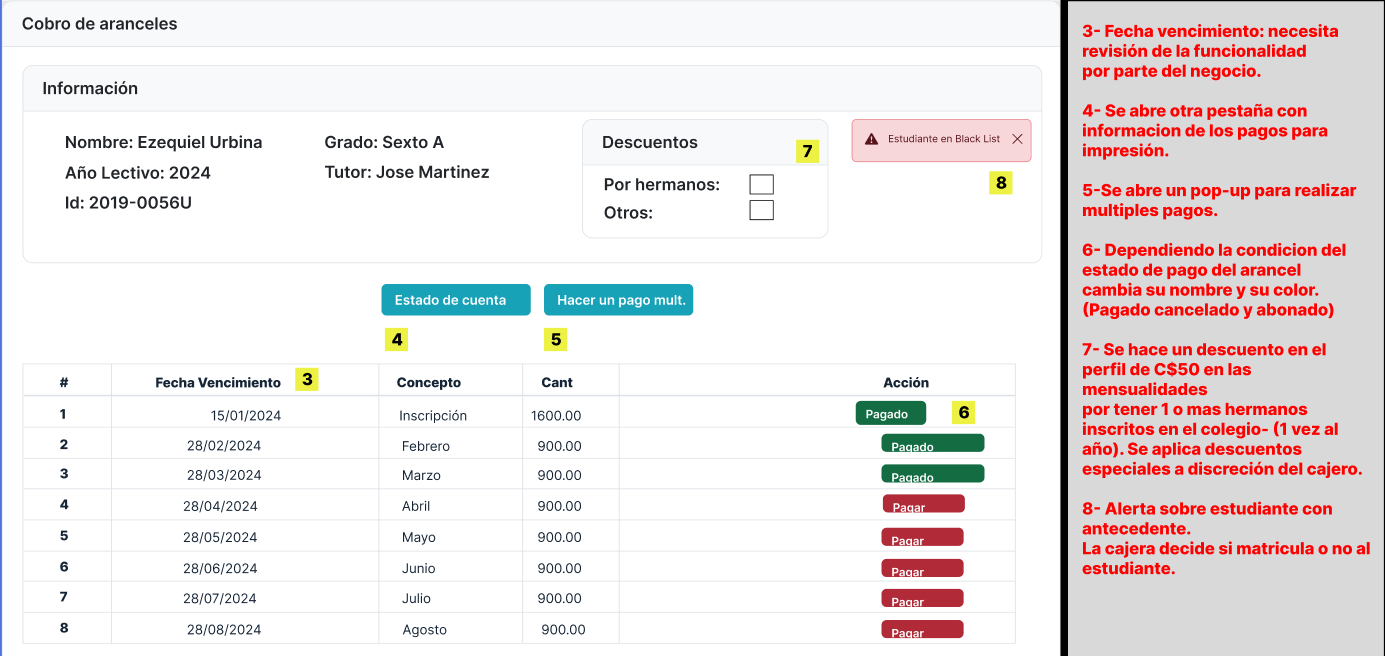 Cobro de aranceles
Información
Nombre: Ezequiel Urbina
Grado: Sexto A
Año Lectivo: 2024
Tutor: Jose Martinez
Id: 2019-0056U
Descuentos
7
Por hermanos:
Otros:
Estudiante en Black List
8
Estado de cuenta
Hacer un pago mult.
4
5
# Fecha Vencimiento 3 Concepto Cant Acción
1 15/01/2024 Inscripción 1600.00 Pagado 6
2 28/02/2024 Febrero 900.00 Pagado
3 28/03/2024 Marzo 900.00 Pagado
4 28/04/2024 Abril 900.00 Pagar
5 28/05/2024 Mayo 900.00 Pagar
6 28/06/2024 Junio 900.00 Pagar
7 28/07/2024 Julio 900.00 Pagar
8 28/08/2024 Agosto 900.00 Pagar
3- Fecha vencimiento: necesita
revisión de la funcionalidad
por parte del negocio.
4- Se abre otra pestaña con
informacion de los pagos para
impresión.
5-Se abre un pop-up para realizar
multiples pagos.
6- Dependiendo la condicion del
estado de pago del arancel
cambia su nombre y su color.
(Pagado cancelado y abonado)
7- Se hace un descuento en el
perfil de C$50 en las
mensualidades
por tener 1 o mas hermanos
inscritos en el colegio- (1 vez al
año). Se aplica descuentos
especiales a discreción del cajero.
8- Alerta sobre estudiante con
antecedente.
La cajera decide si matricula o no al
estudiante.